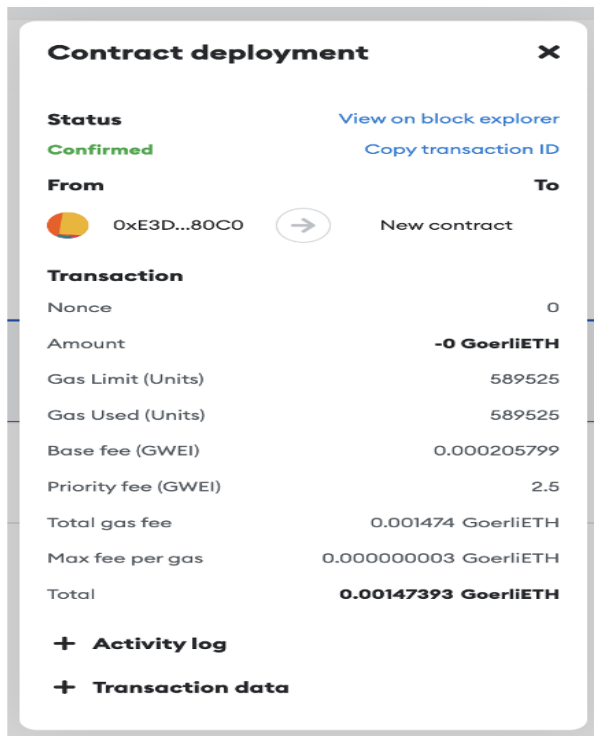 Contract deployment
Status View on block explorer
Confirmed Copy transaction ID
From To
0xE3D...80C0 New contract
Transaction
Nonce 0
Amount -0 GoerliETH
Gas Limit (Units) 589525
Gas Used (Units) 589525
Base fee (GWEI) 0.000205799
Priority fee (GWEI) 2.5
Total gas fee 0.001474 GoerliETH
Max fee per gas 0.000000003 GoerliETH
Total 0.00147393 GoerliETH
+ Activity log
+ Transaction data